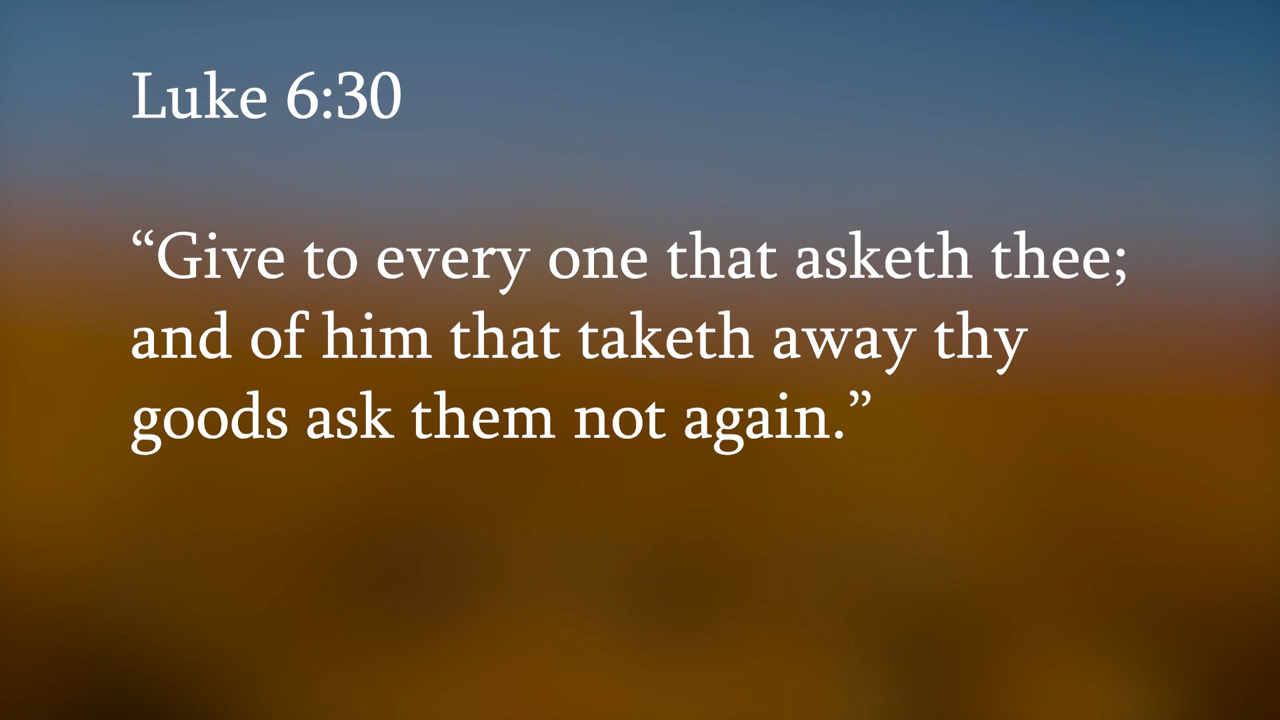 Luke 6:30
“Give to every one that asketh thee;
and of him that taketh away thy
goods ask them not again.”